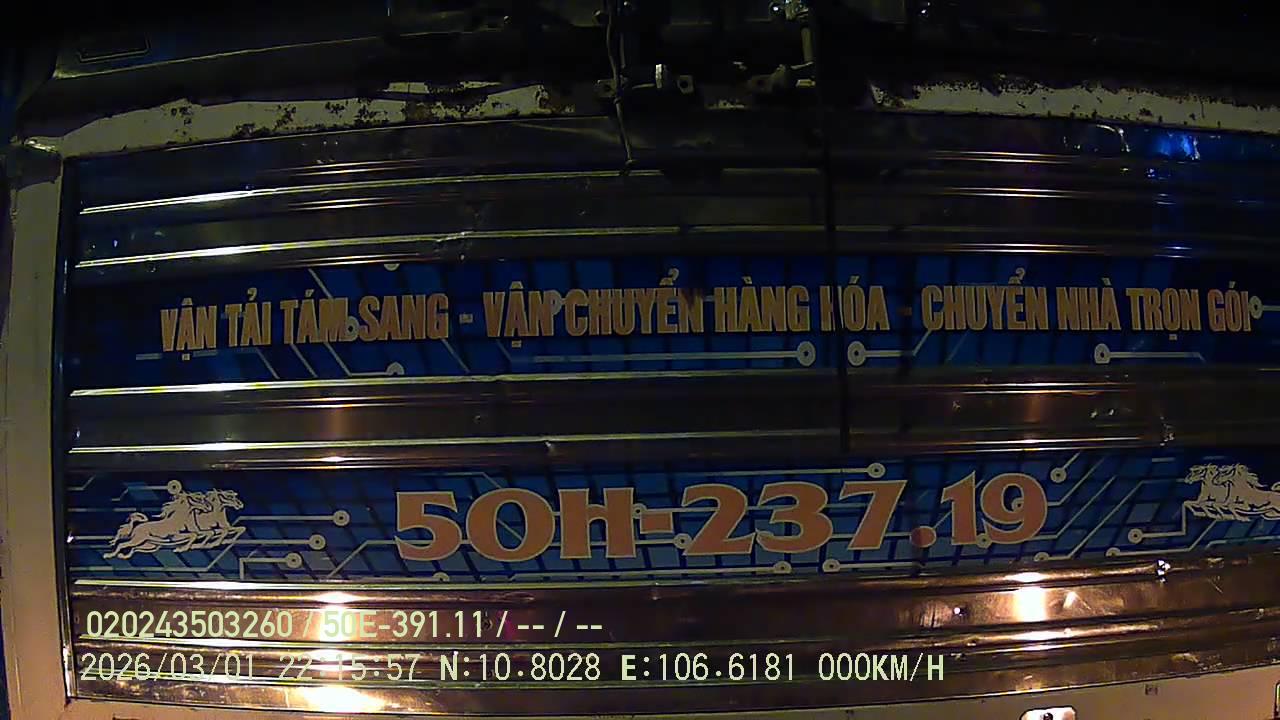 VẬN TẢI TÁM SANG - VẬN CHUYỂN HÀNG HÓA - CHUYỂN NHÀ TRỌN GÓI
50H-237.19
020243503260 / 50E-391.11 / -- / --
2026/03/01 22:15:57 N:10.8028 E:106.6181 000KM/H